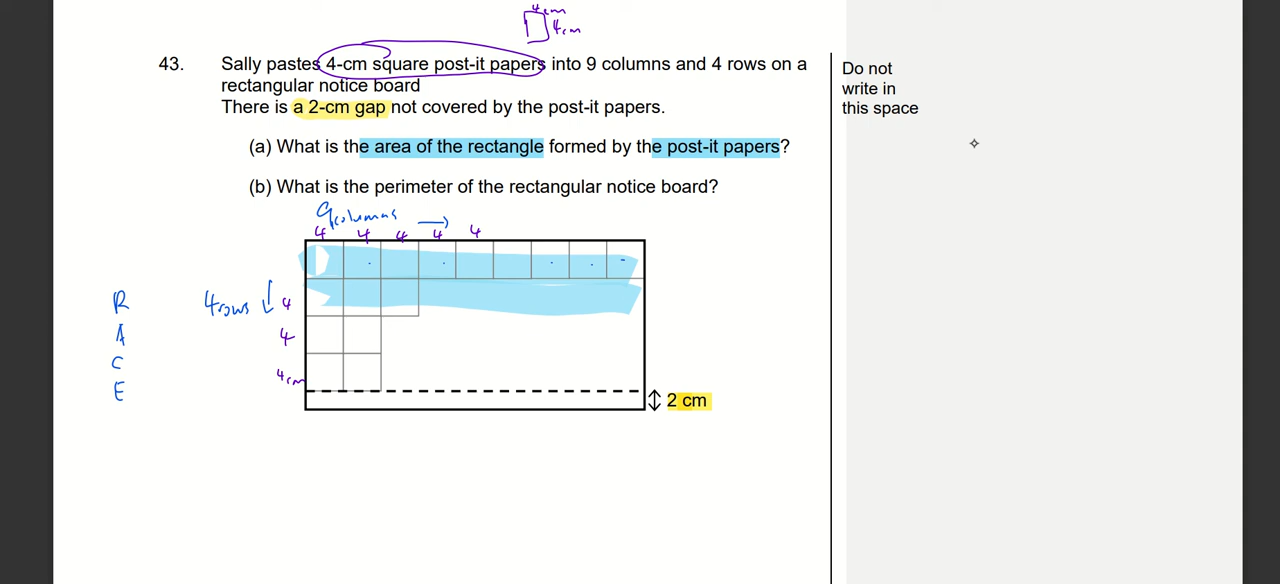 4cm
4cm
43. Sally pastes 4-cm square post-it papers into 9 columns and 4 rows on a
rectangular notice board
There is a 2-cm gap not covered by the post-it papers.
(a) What is the area of the rectangle formed by the post-it papers?
(b) What is the perimeter of the rectangular notice board?
Do not
write in
this space
9 columns →
4 4 4 4 4
R
A
C
E
4 rows ↓ 4
4
4cm
2 cm